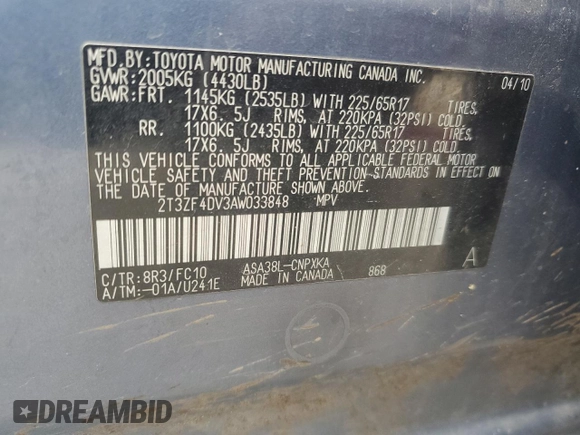 MFD.BY:TOYOTA MOTOR MANUFACTURING CANADA INC. 04/10
GVWR:2005KG (4430LB)
GAWR:FRT. 1145KG (2535LB) WITH 225/65R17 TIRES,
17X6.5J RIMS, AT 220KPA (32PSI) COLD
RR. 1100KG (2435LB) WITH 225/65R17 TIRES,
17X6.5J RIMS, AT 220KPA (32PSI) COLD.
THIS VEHICLE CONFORMS TO ALL APPLICABLE FEDERAL MOTOR
VEHICLE SAFETY AND THEFT PREVENTION STANDARDS IN EFFECT ON
THE DATE OF MANUFACTURE SHOWN ABOVE.
2T3ZF4DV3AW033848 MPV
C/TR:8R3/FC10 ASA38L-CNPXKA 868 A
A/TM:-01A/U241E MADE IN CANADA
DREAMBID